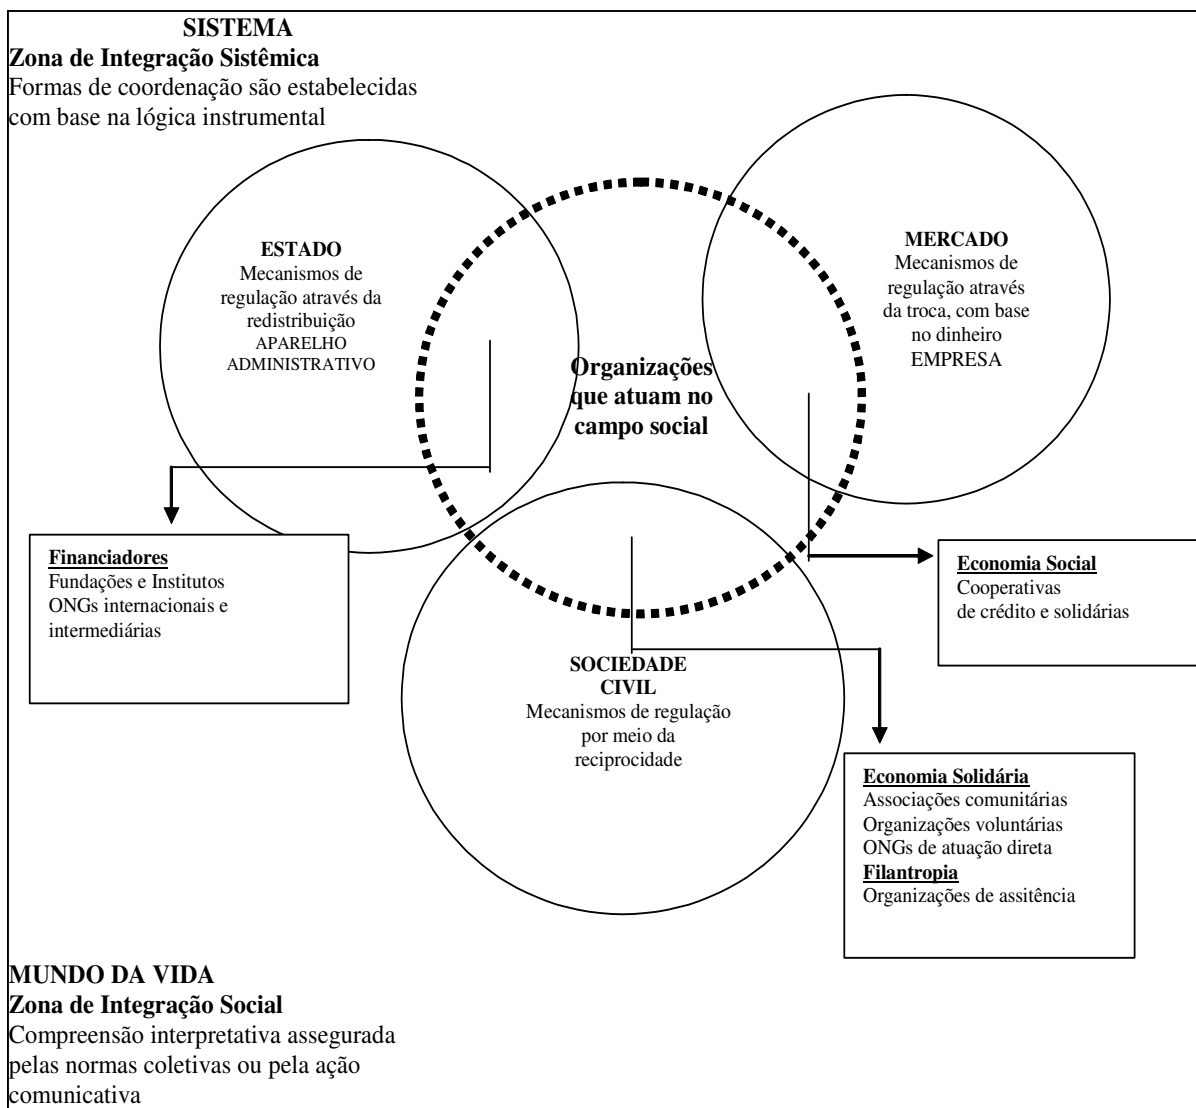 SISTEMA
Zona de Integração Sistêmica
Formas de coordenação são estabelecidas
com base na lógica instrumental
ESTADO
Mecanismos de
regulação através da
redistribuição
APARELHO
ADMINISTRATIVO
MERCADO
Mecanismos de
regulação através
da troca, com base
no dinheiro
EMPRESA
Organizações
que atuam no
campo social
Financiadores
Fundações e Institutos
ONGs internacionais e
intermediárias
Economia Social
Cooperativas
de crédito e solidárias
SOCIEDADE
CIVIL
Mecanismos de regulação
por meio da
reciprocidade
Economia Solidária
Associações comunitárias
Organizações voluntárias
ONGs de atuação direta
Filantropia
Organizações de assitência
MUNDO DA VIDA
Zona de Integração Social
Compreensão interpretativa assegurada
pelas normas coletivas ou pela ação
comunicativa